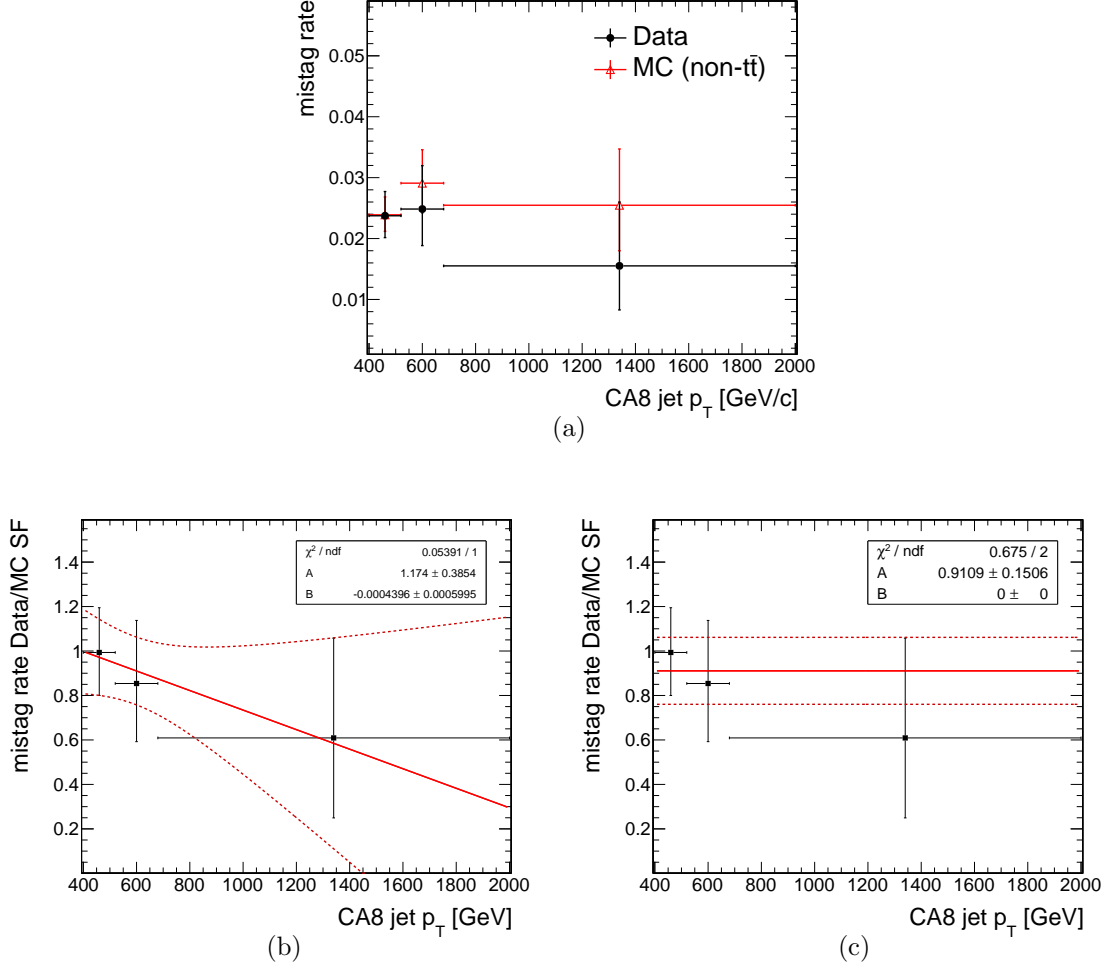 mistag rate
0.05
0.04
0.03
0.02
0.01
Data
MC (non-tt̄)
400 600 800 1000 1200 1400 1600 1800 2000
CA8 jet p_T [GeV/c]
(a)
mistag rate Data/MC SF
1.4
1.2
1
0.8
0.6
0.4
0.2
χ² / ndf 0.05391 / 1
A 1.174 ± 0.3854
B -0.0004396 ± 0.0005995
400 600 800 1000 1200 1400 1600 1800 2000
CA8 jet p_T [GeV]
(b)
mistag rate Data/MC SF
1.4
1.2
1
0.8
0.6
0.4
0.2
χ² / ndf 0.675 / 2
A 0.9109 ± 0.1506
B 0 ± 0
400 600 800 1000 1200 1400 1600 1800 2000
CA8 jet p_T [GeV]
(c)